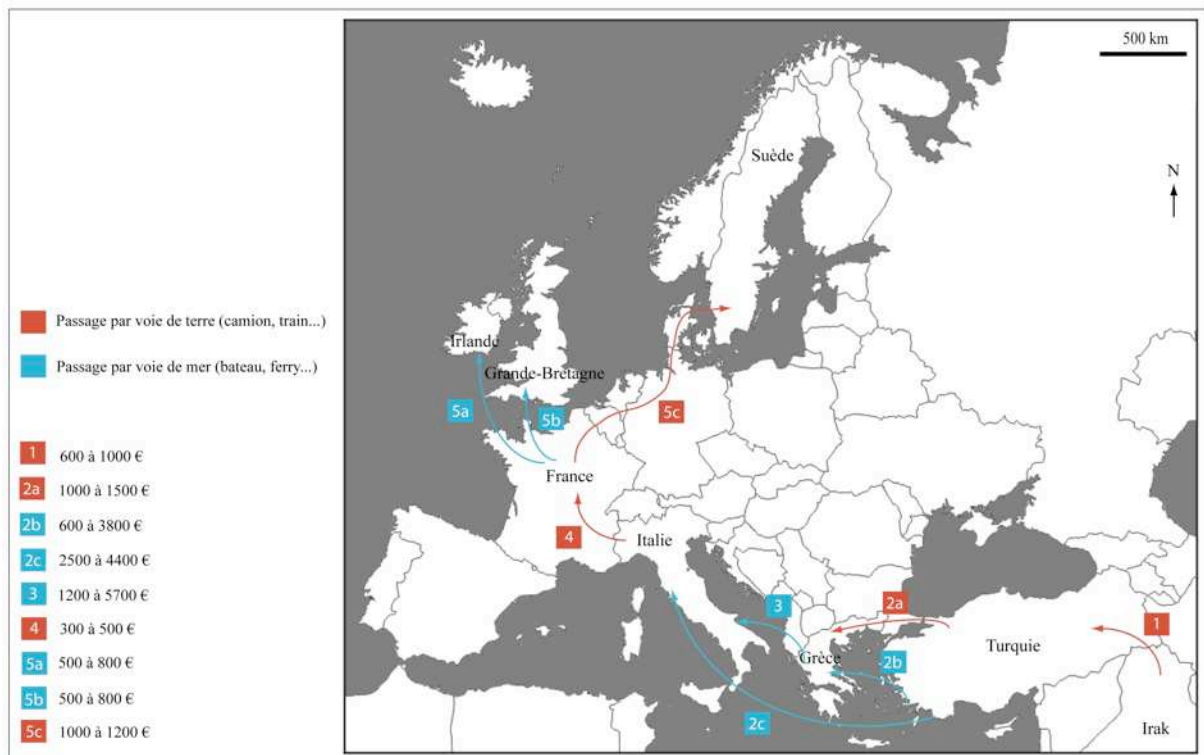 Passage par voie de terre (camion, train...)
Passage par voie de mer (bateau, ferry...)
1 600 à 1000 €
2a 1000 à 1500 €
2b 600 à 3800 €
2c 2500 à 4400 €
3 1200 à 5700 €
4 300 à 500 €
5a 500 à 800 €
5b 500 à 800 €
5c 1000 à 1200 €
500 km
N
Suède
Irlande
Grande-Bretagne
5a
5b
5c
France
4
Italie
3
2a
1
Grèce
2b
Turquie
2c
Irak